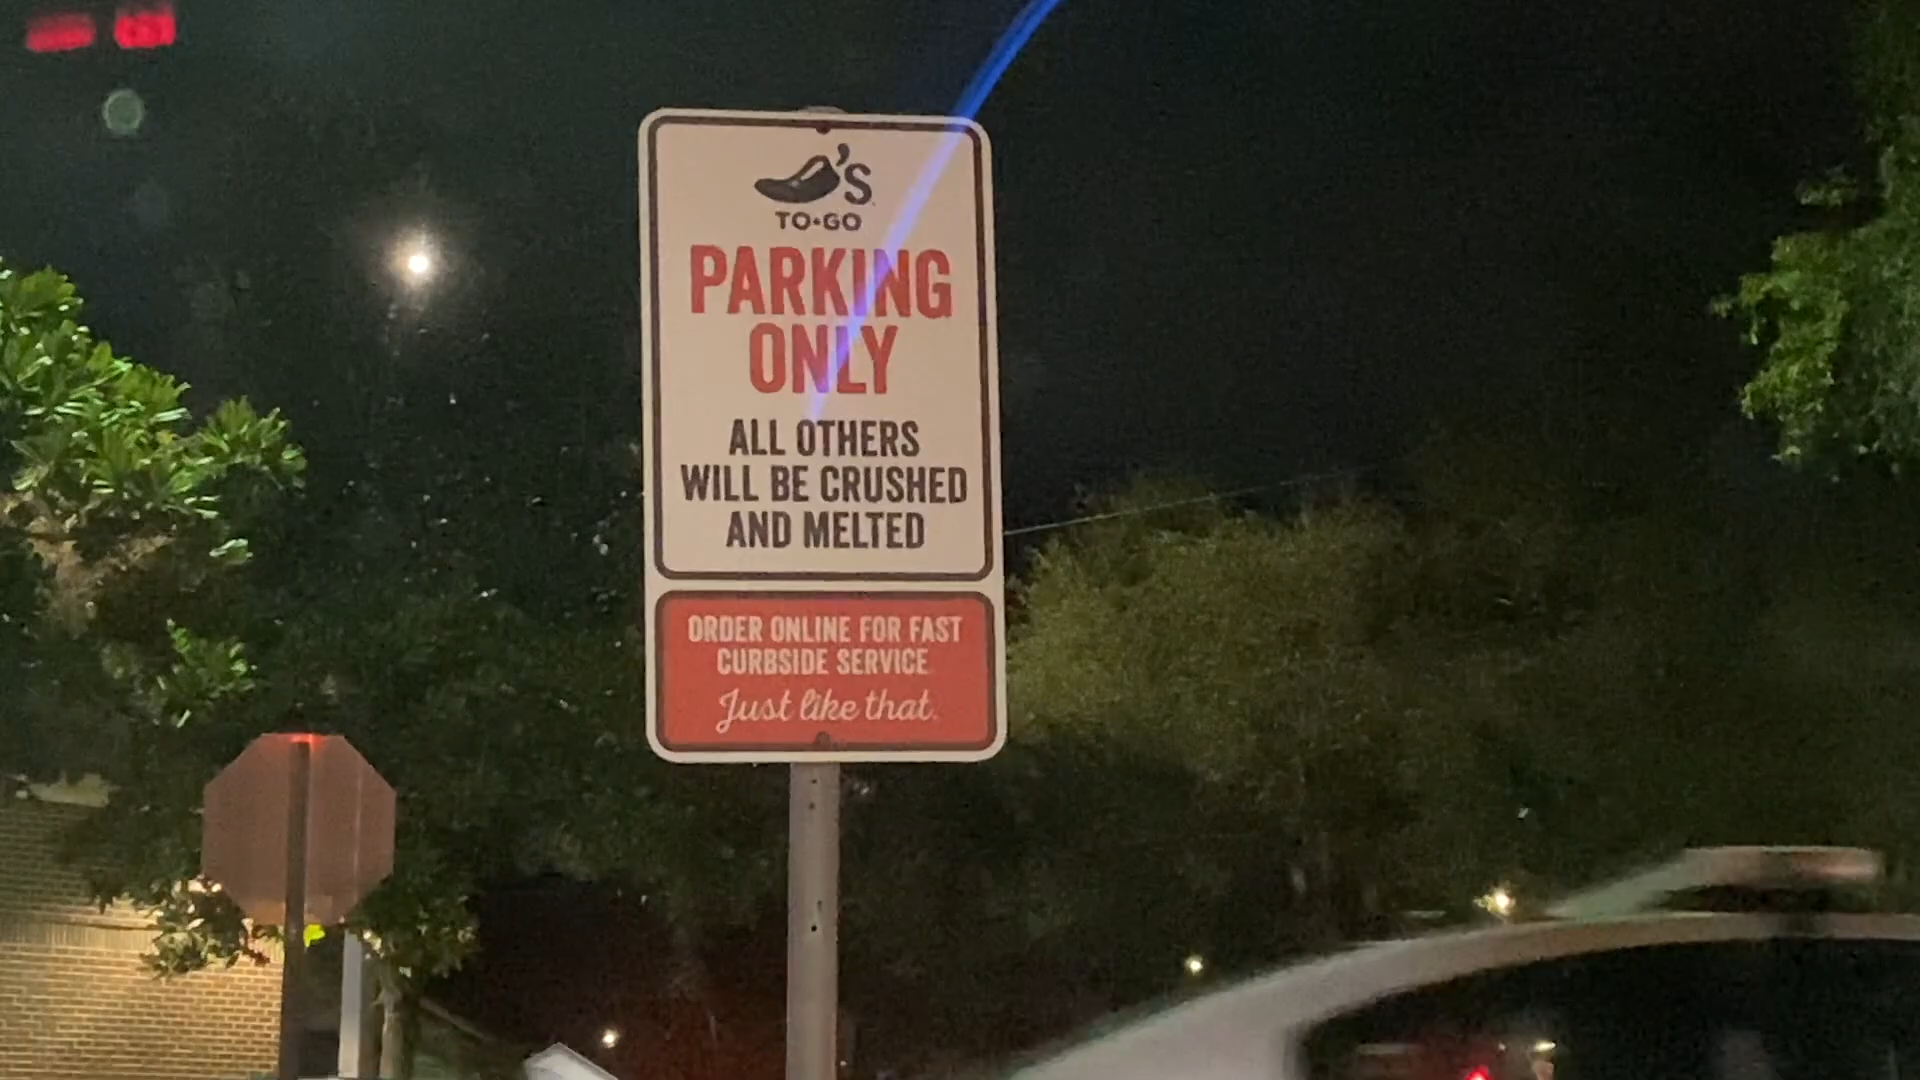 'S
TO•GO
PARKING
ONLY
ALL OTHERS
WILL BE CRUSHED
AND MELTED
ORDER ONLINE FOR FAST
CURBSIDE SERVICE
Just like that.